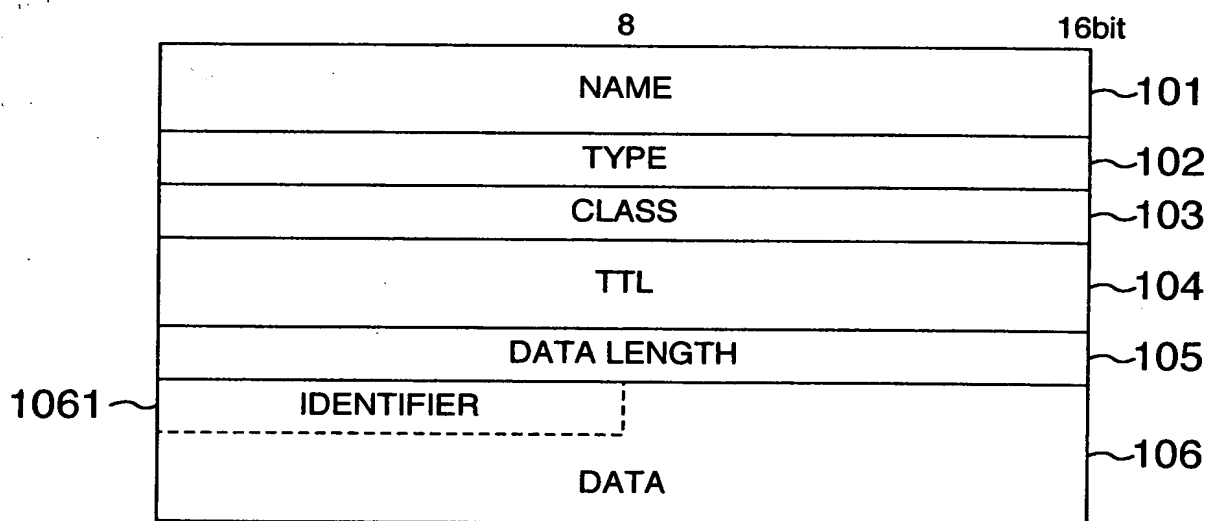 8 16bit
NAME 101
TYPE 102
CLASS 103
TTL 104
DATA LENGTH 105
1061 IDENTIFIER
106
DATA